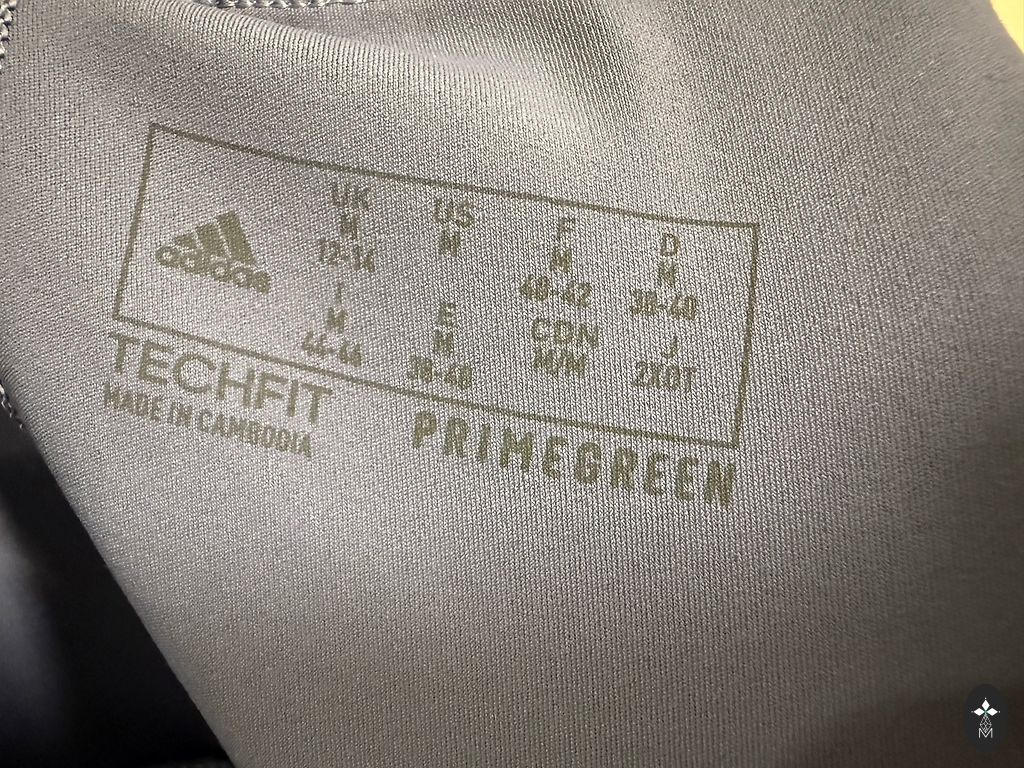 adidas
UK
M
12-14
US
M
F
M
40-42
D
M
38-40
I
M
44-46
E
M
38-40
CDN
M/M
J
2XOT
TECHFIT
MADE IN CAMBODIA
PRIMEGREEN
M